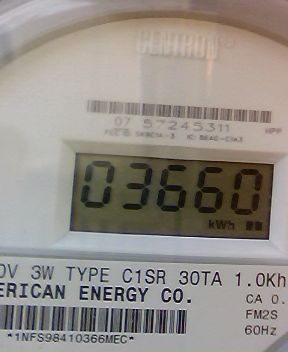 CENTRON
07 57245311
HPP
03660
kWh
0V 3W TYPE C1SR 30TA 1.0Kh
ERICAN ENERGY CO.
CA 0.
FM2S
60Hz
*1NFS98410366MEC*